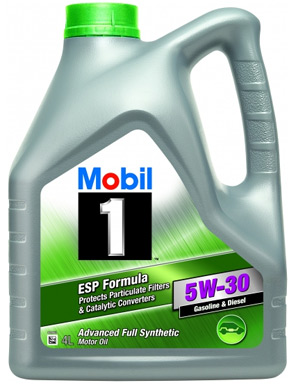 Mobil
1
ESP Formula
Protects Particulate Filters
& Catalytic Converters
5W-30
Gasoline & Diesel
4L
Advanced Full Synthetic
Motor Oil